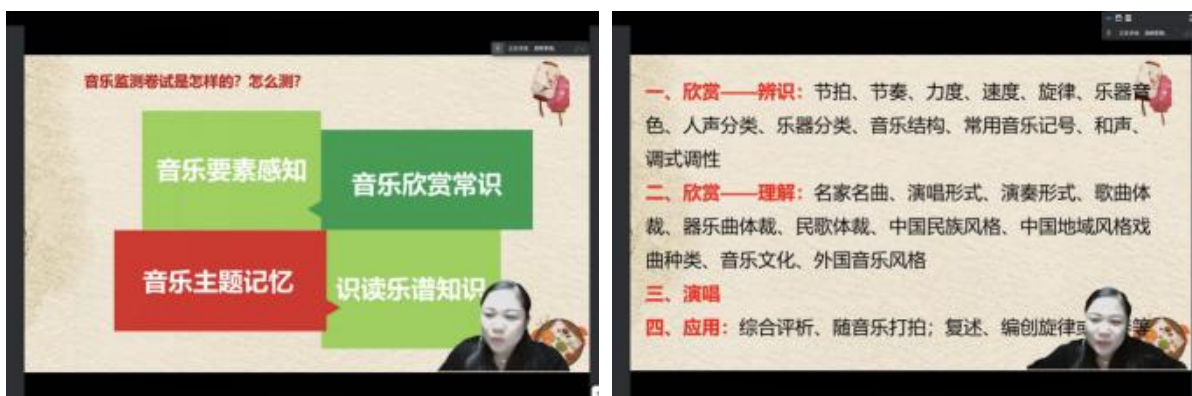 音乐监测卷试是怎样的？怎么测？
音乐要素感知
音乐欣赏常识
音乐主题记忆
识读乐谱知识
一、欣赏——辨识：节拍、节奏、力度、速度、旋律、乐器音
色、人声分类、乐器分类、音乐结构、常用音乐记号、和声、
调式调性
二、欣赏——理解：名家名曲、演唱形式、演奏形式、歌曲体
裁、器乐曲体裁、民歌体裁、中国民族风格、中国地域风格戏
曲种类、音乐文化、外国音乐风格
三、演唱
四、应用：综合评析、随音乐打拍；复述、编创旋律或 等